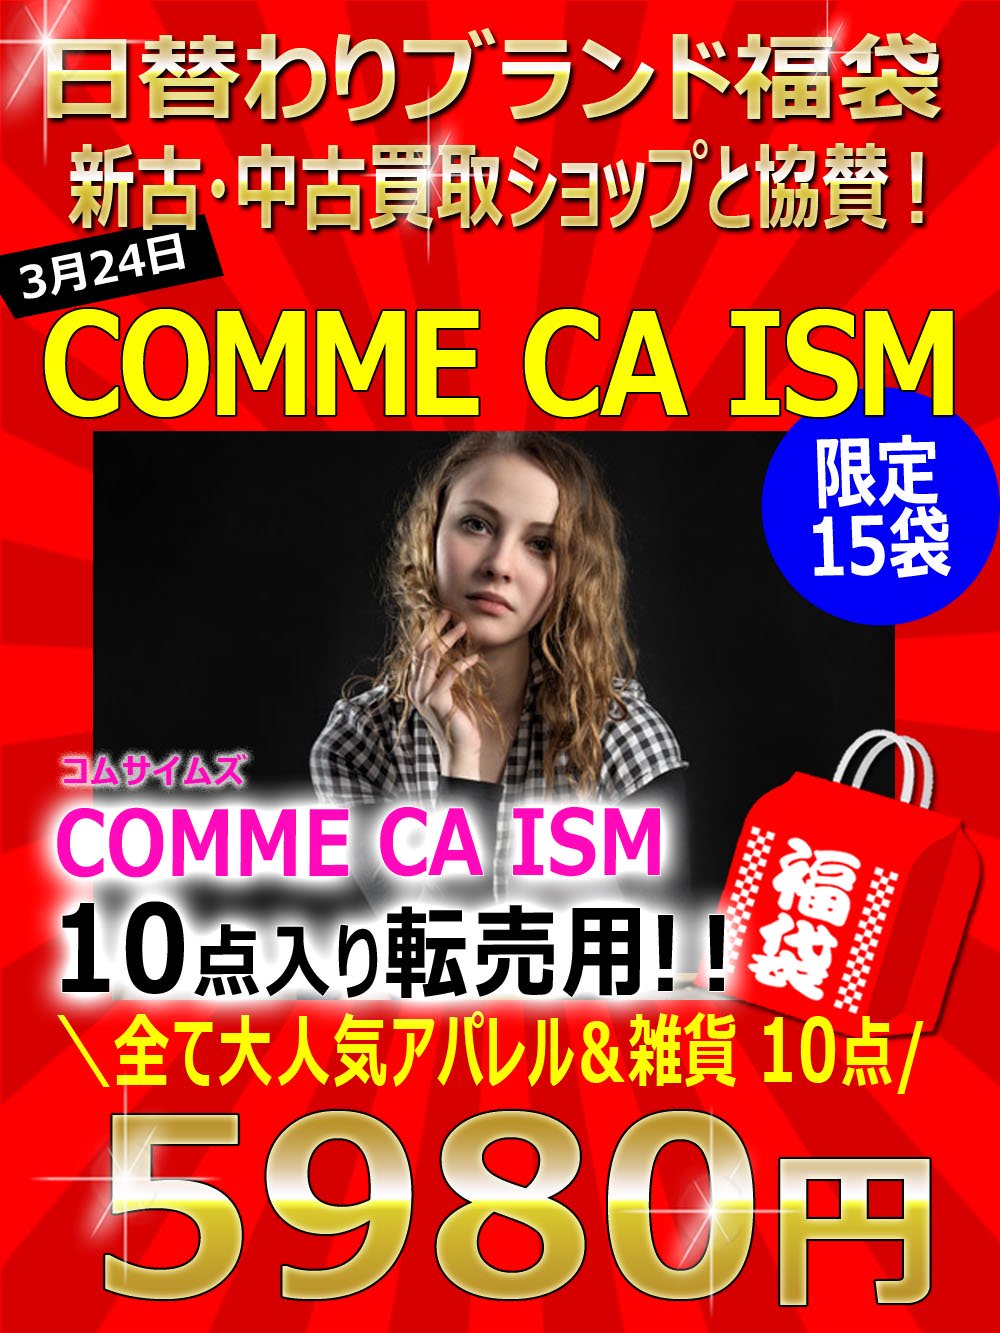 日替わりブランド福袋
新古・中古買取ショップと協賛！
3月24日
COMME CA ISM
限定
15袋
コムサイムズ
COMME CA ISM
10点入り転売用！！
福袋
＼全て大人気アパレル＆雑貨 10点/
5980円